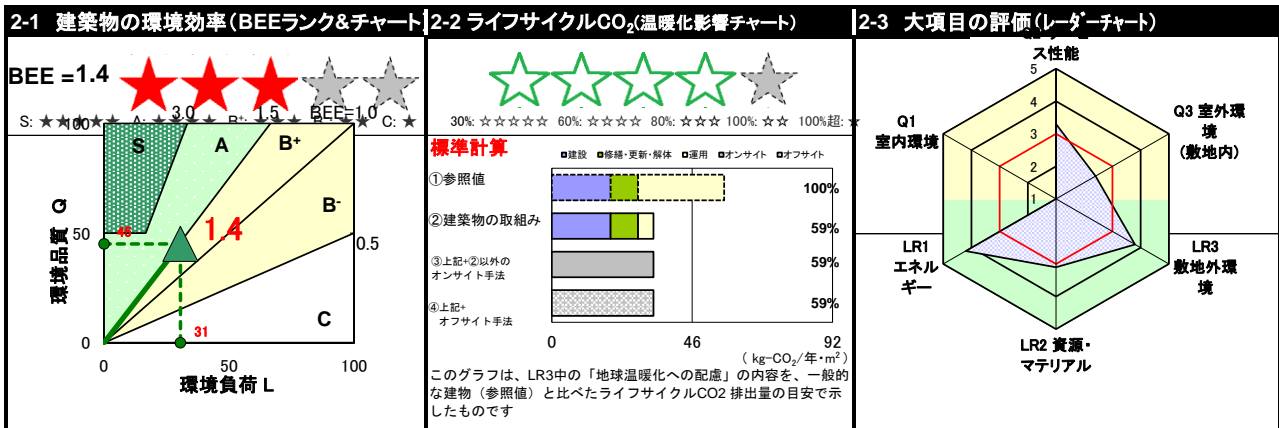 2-1 建築物の環境効率(BEEランク&チャート)
BEE =1.4
S: ★★★★★ A: ★★★★ B+: ★★★ B-: ★★ C: ★
3.0
1.5
BEE=1.0
100
S
A
B+
B-
C
50
46
1.4
0.5
31
0
0
50
100
環境品質 Q
環境負荷 L
2-2 ライフサイクルCO2(温暖化影響チャート)
30%: ☆☆☆☆☆ 60%: ☆☆☆☆ 80%: ☆☆☆ 100%: ☆☆ 100%超: ★
標準計算
■建設 ■修繕・更新・解体 □運用 ■オンサイト ■オフサイト
①参照値
100%
②建築物の取組み
59%
③上記+②以外の
オンサイト手法
59%
④上記+
オフサイト手法
59%
0
46
92
( kg-CO2/年・m2 )
このグラフは、LR3中の「地球温暖化への配慮」の内容を、一般的
な建物(参照値)と比べたライフサイクルCO2 排出量の目安で示
したものです
2-3 大項目の評価(レーダーチャート)
ス性能
5
4
3
2
1
Q1
室内環境
Q3 室外環
境
(敷地内)
LR1
エネル
ギー
LR3
敷地外環
境
LR2 資源・
マテリアル